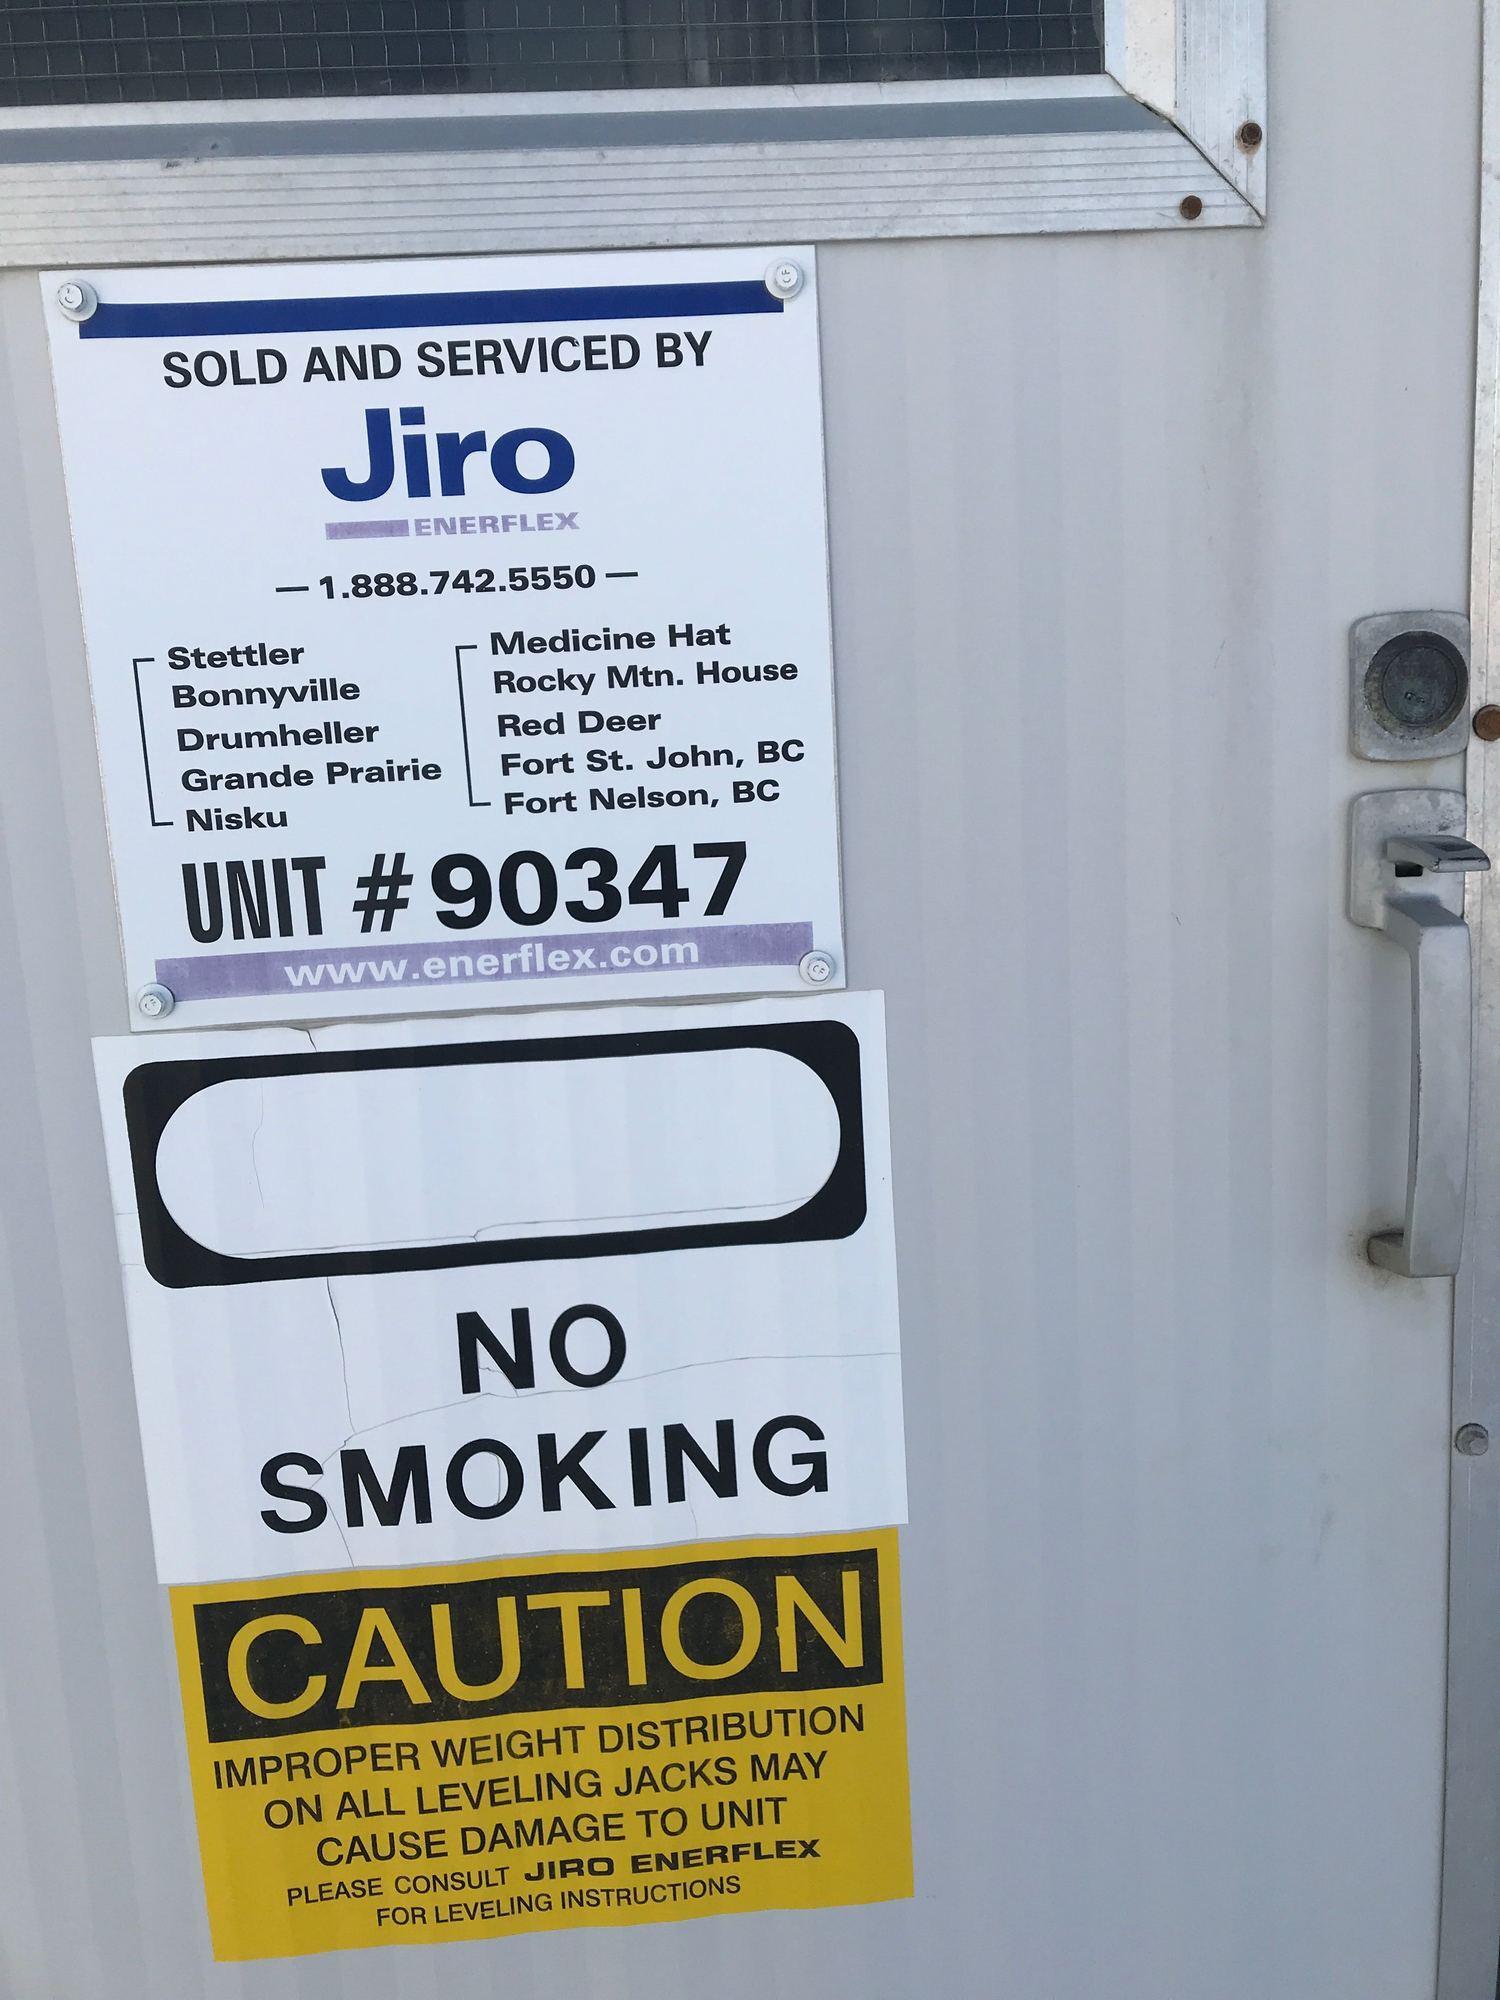 SOLD AND SERVICED BY
Jiro
ENERFLEX
— 1.888.742.5550 —
Stettler
Bonnyville
Drumheller
Grande Prairie
Nisku
Medicine Hat
Rocky Mtn. House
Red Deer
Fort St. John, BC
Fort Nelson, BC
UNIT # 90347
www.enerflex.com
NO
SMOKING
CAUTION
IMPROPER WEIGHT DISTRIBUTION
ON ALL LEVELING JACKS MAY
CAUSE DAMAGE TO UNIT
PLEASE CONSULT JIRO ENERFLEX
FOR LEVELING INSTRUCTIONS